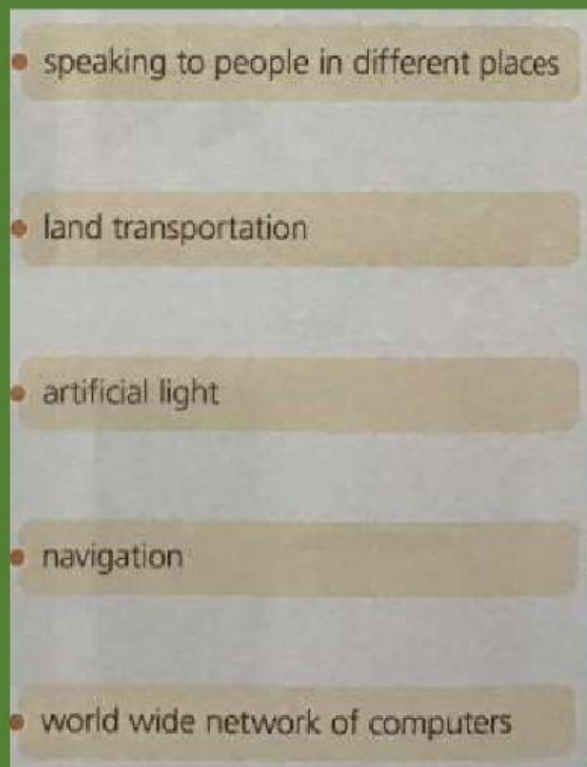 speaking to people in different places
land transportation
artificial light
navigation
world wide network of computers